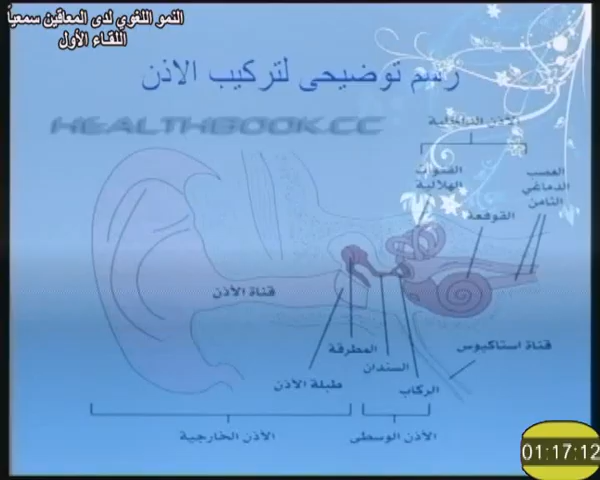 النمو اللغوي لدى المعاقين سمعياً
اللقاء الأول
رسم توضيحى لتركيب الاذن
HEALTHBOOK.CC
الأذن الداخلية
القنوات
الهلالية
العصب
الدماغي
الثامن
القوقعة
قناة الأذن
المطرقة
السندان
قناة استاكيوس
طبلة الأذن
الركاب
الأذن الخارجية
الأذن الوسطى
01:17:12